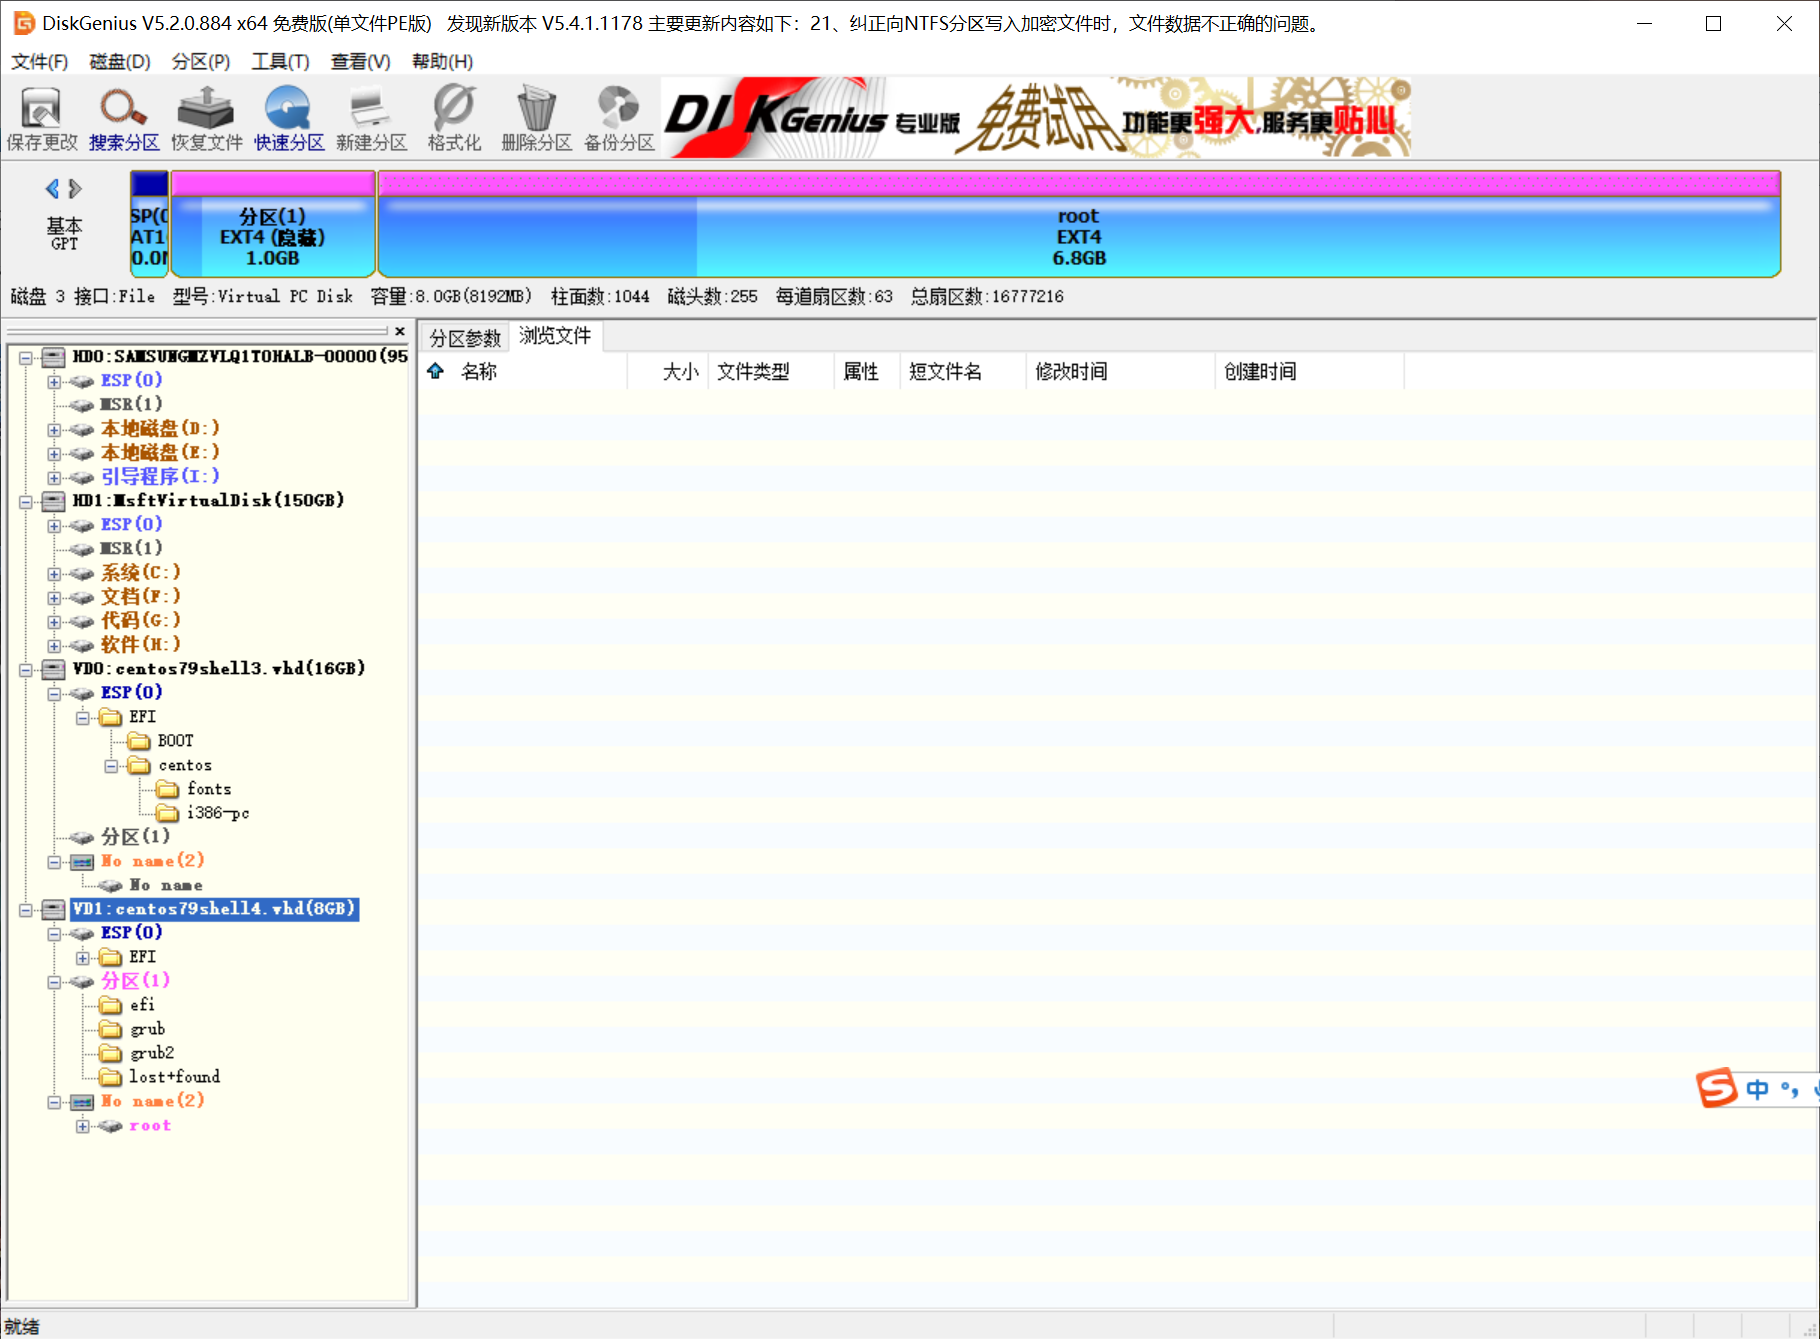 DiskGenius V5.2.0.884 x64 免费版(单文件PE版) 发现新版本 V5.4.1.1178 主要更新内容如下：21、纠正向NTFS分区写入加密文件时，文件数据不正确的问题。
文件(F) 磁盘(D) 分区(P) 工具(T) 查看(V) 帮助(H)
保存更改 搜索分区 恢复文件 快速分区 新建分区 格式化 删除分区 备份分区 DISKGenius 专业版 免费试用 功能更强大,服务更贴心
基本
GPT
SP(0
AT1
0.0M
分区(1)
EXT4 (隐藏)
1.0GB
root
EXT4
6.8GB
磁盘 3 接口:File 型号:Virtual PC Disk 容量:8.0GB(8192MB) 柱面数:1044 磁头数:255 每道扇区数:63 总扇区数:16777216
HD0:SAMSUNGMZVLQ1T0HALB-00000(95
ESP(0)
MSR(1)
本地磁盘(D:)
本地磁盘(E:)
引导程序(I:)
HD1:MsftVirtualDisk(150GB)
ESP(0)
MSR(1)
系统(C:)
文档(F:)
代码(G:)
软件(H:)
VD0:centos79shell3.vhd(16GB)
ESP(0)
EFI
BOOT
centos
fonts
i386-pc
分区(1)
No name(2)
No name
VD1:centos79shell4.vhd(8GB)
ESP(0)
EFI
分区(1)
efi
grub
grub2
lost+found
No name(2)
root
分区参数 浏览文件
名称 大小 文件类型 属性 短文件名 修改时间 创建时间
S 中 °，
就绪